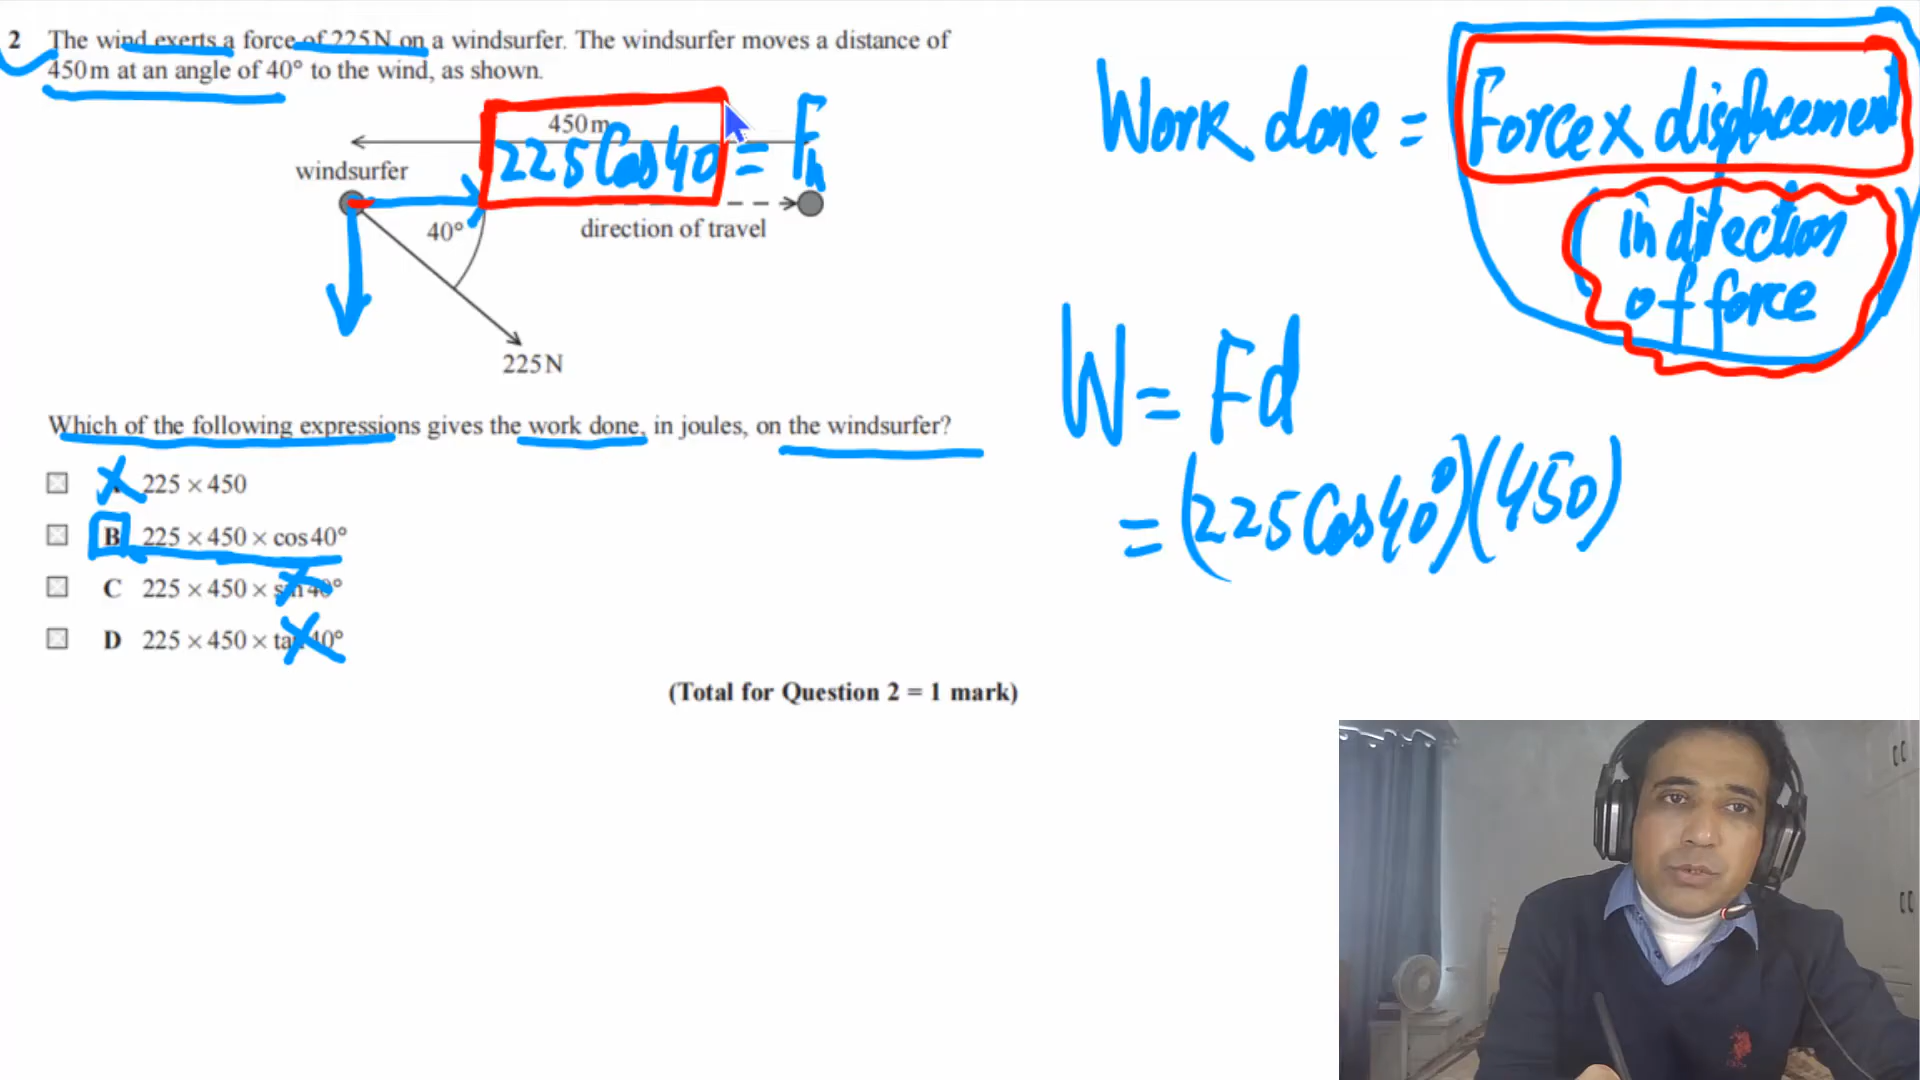 2 The wind exerts a force of 225 N on a windsurfer. The windsurfer moves a distance of
450 m at an angle of 40° to the wind, as shown.
450 m
225 Cos 40 = Fh
windsurfer
40°
direction of travel
225 N
Which of the following expressions gives the work done, in joules, on the windsurfer?
225 × 450
B 225 × 450 × cos 40°
C 225 × 450 × sin 40°
D 225 × 450 × tan 40°
(Total for Question 2 = 1 mark)
Work done = Force x displacement
in direction
of force
W = Fd
= (225 Cos 40°)(450)